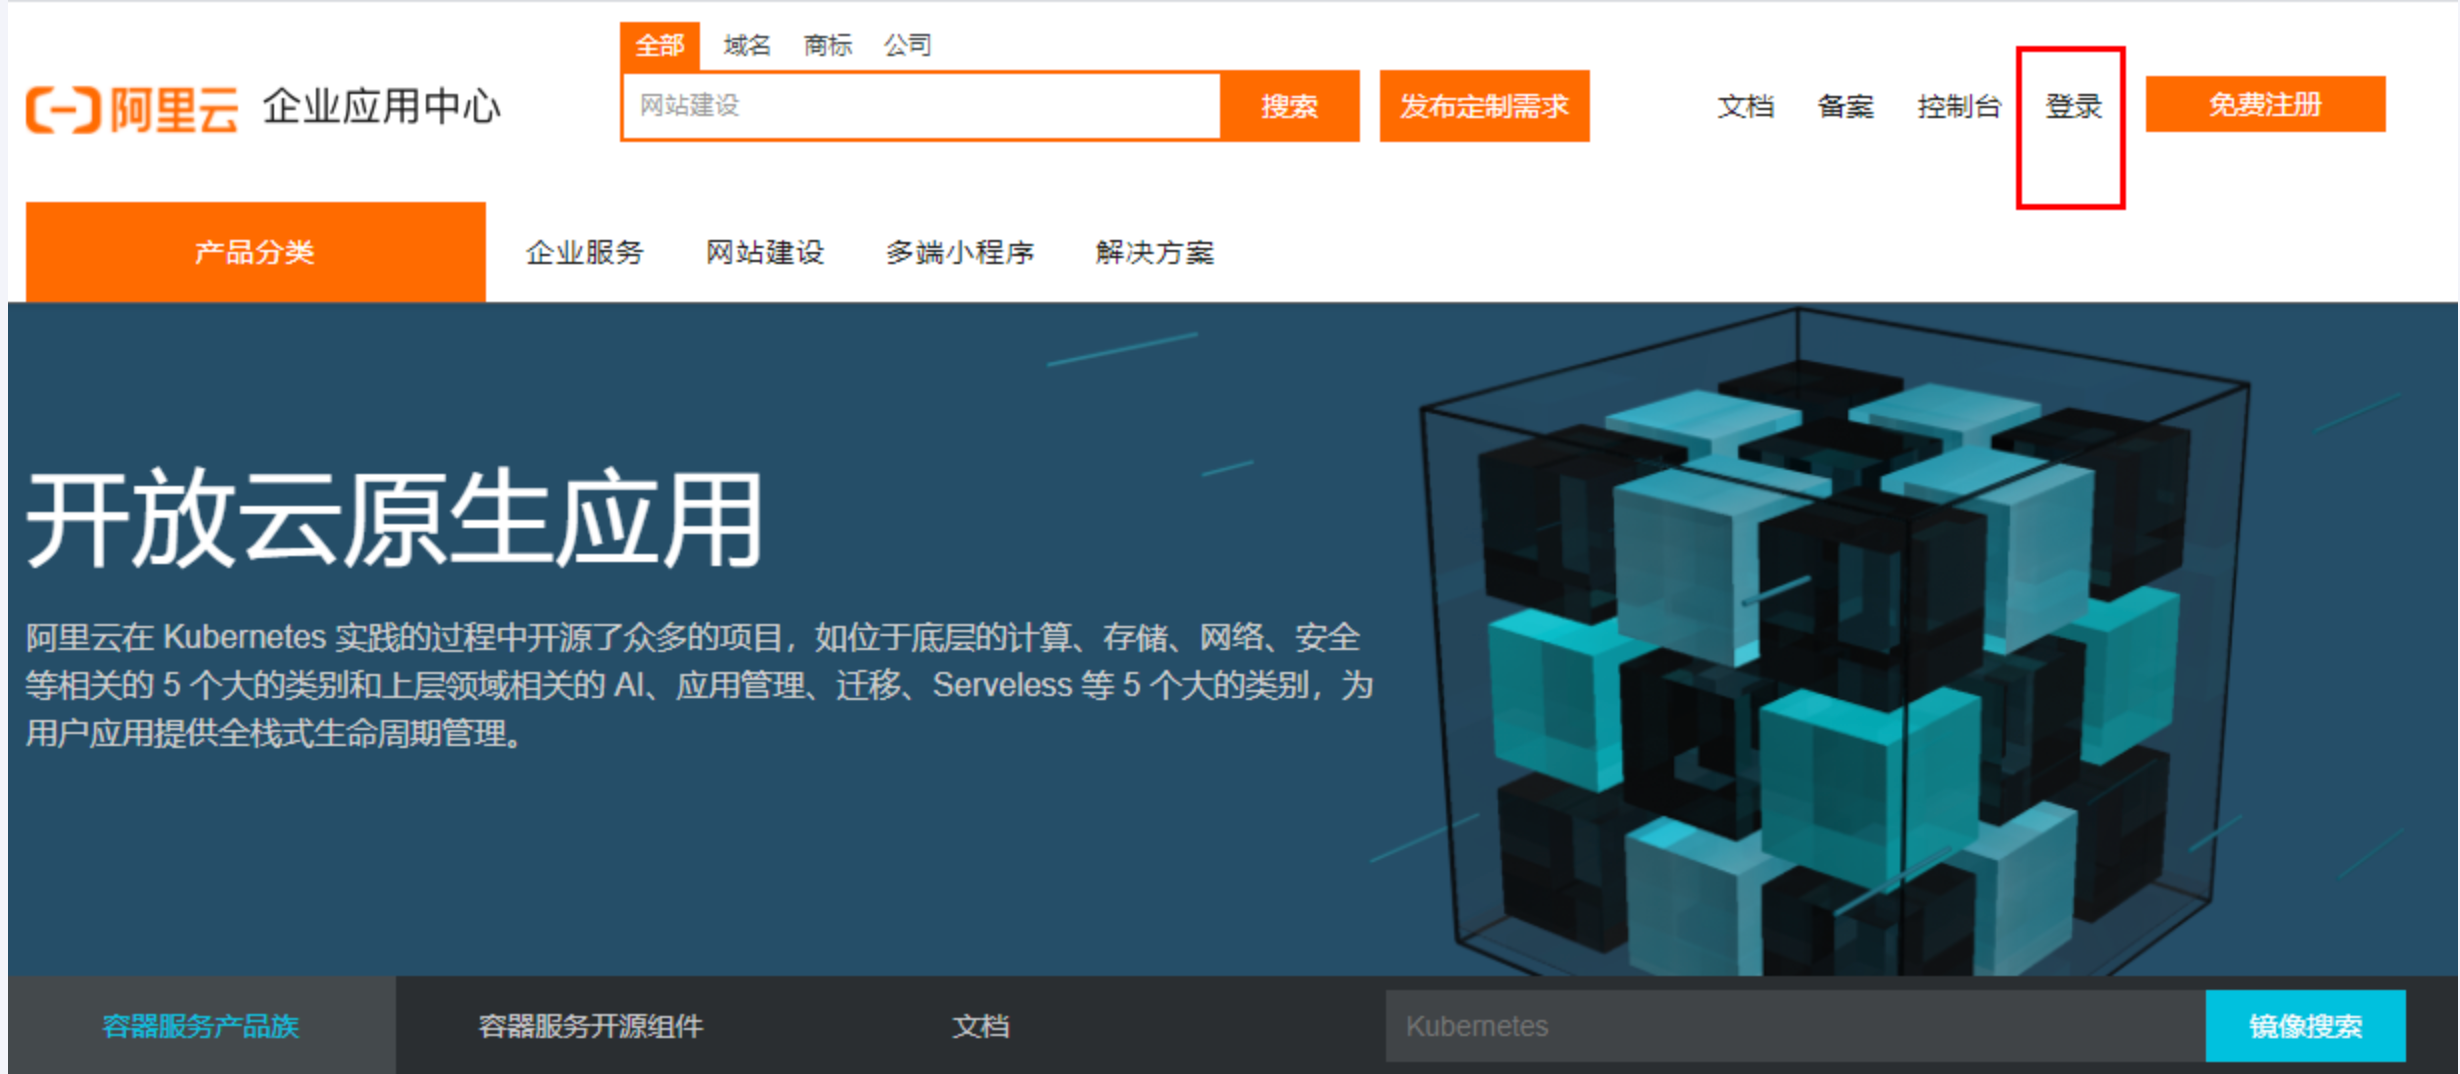 全部 域名 商标 公司
阿里云 企业应用中心 网站建设 搜索 发布定制需求 文档 备案 控制台 登录 免费注册
产品分类 企业服务 网站建设 多端小程序 解决方案
开放云原生应用
阿里云在 Kubernetes 实践的过程中开源了众多的项目，如位于底层的计算、存储、网络、安全
等相关的 5 个大的类别和上层领域相关的 AI、应用管理、迁移、Serveless 等 5 个大的类别，为
用户应用提供全栈式生命周期管理。
容器服务产品族 容器服务开源组件 文档 Kubernetes 镜像搜索